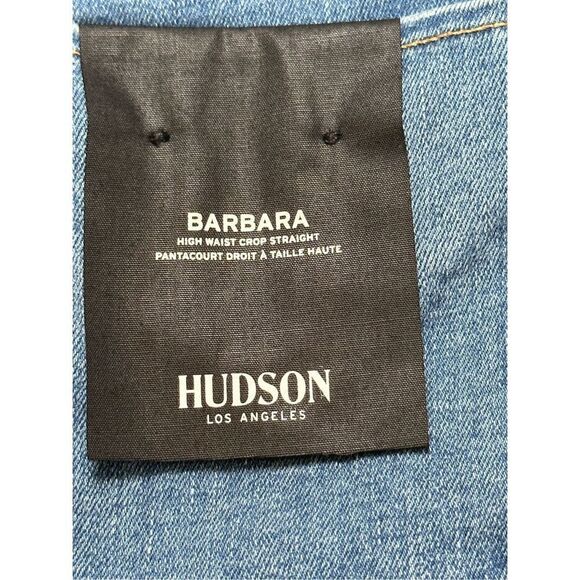 BARBARA
HIGH WAIST CROP STRAIGHT
PANTACOURT DROIT À TAILLE HAUTE
HUDSON
LOS ANGELES